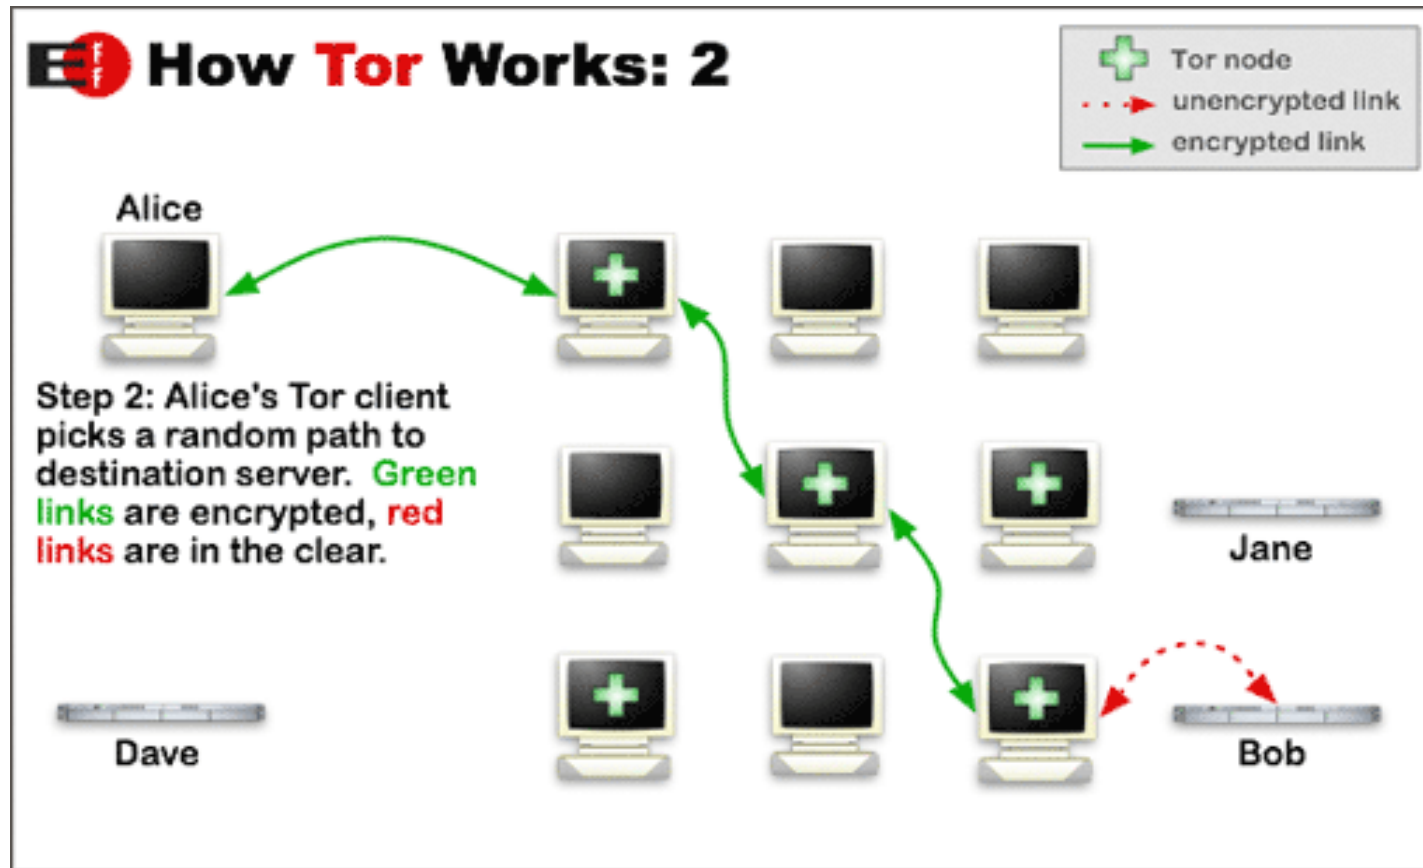 EFF How Tor Works: 2
Tor node
unencrypted link
encrypted link
Alice
Step 2: Alice's Tor client
picks a random path to
destination server. Green
links are encrypted, red
links are in the clear.
Jane
Dave
Bob